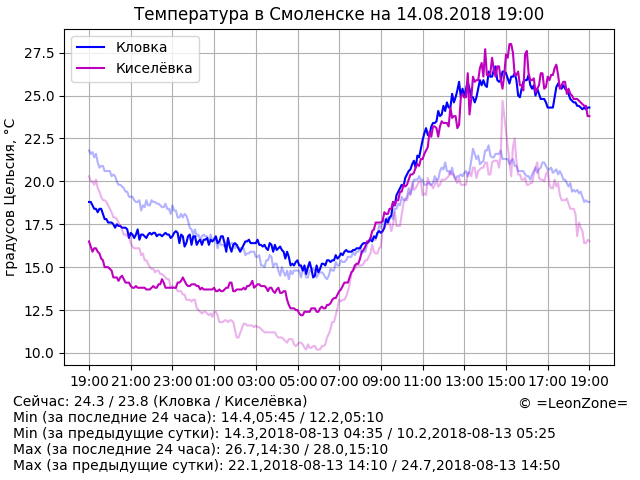 Температура в Смоленске на 14.08.2018 19:00
Кловка
Киселёвка
градусов Цельсия, °C
27.5
25.0
22.5
20.0
17.5
15.0
12.5
10.0
19:00 21:00 23:00 01:00 03:00 05:00 07:00 09:00 11:00 13:00 15:00 17:00 19:00
© =LeonZone=
Сейчас: 24.3 / 23.8 (Кловка / Киселёвка)
Min (за последние 24 часа): 14.4,05:45 / 12.2,05:10
Min (за предыдущие сутки): 14.3,2018-08-13 04:35 / 10.2,2018-08-13 05:25
Max (за последние 24 часа): 26.7,14:30 / 28.0,15:10
Max (за предыдущие сутки): 22.1,2018-08-13 14:10 / 24.7,2018-08-13 14:50